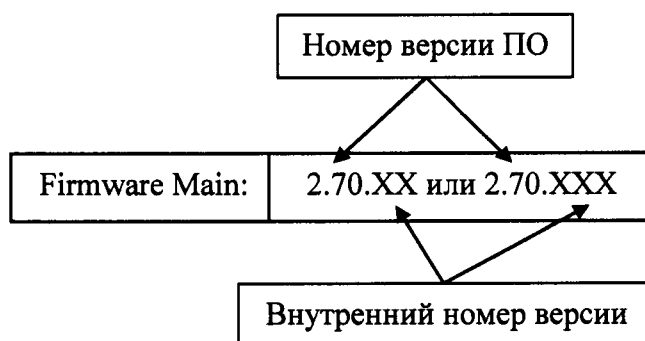 Номер версии ПО
Firmware Main: 2.70.XX или 2.70.XXX
Внутренний номер версии